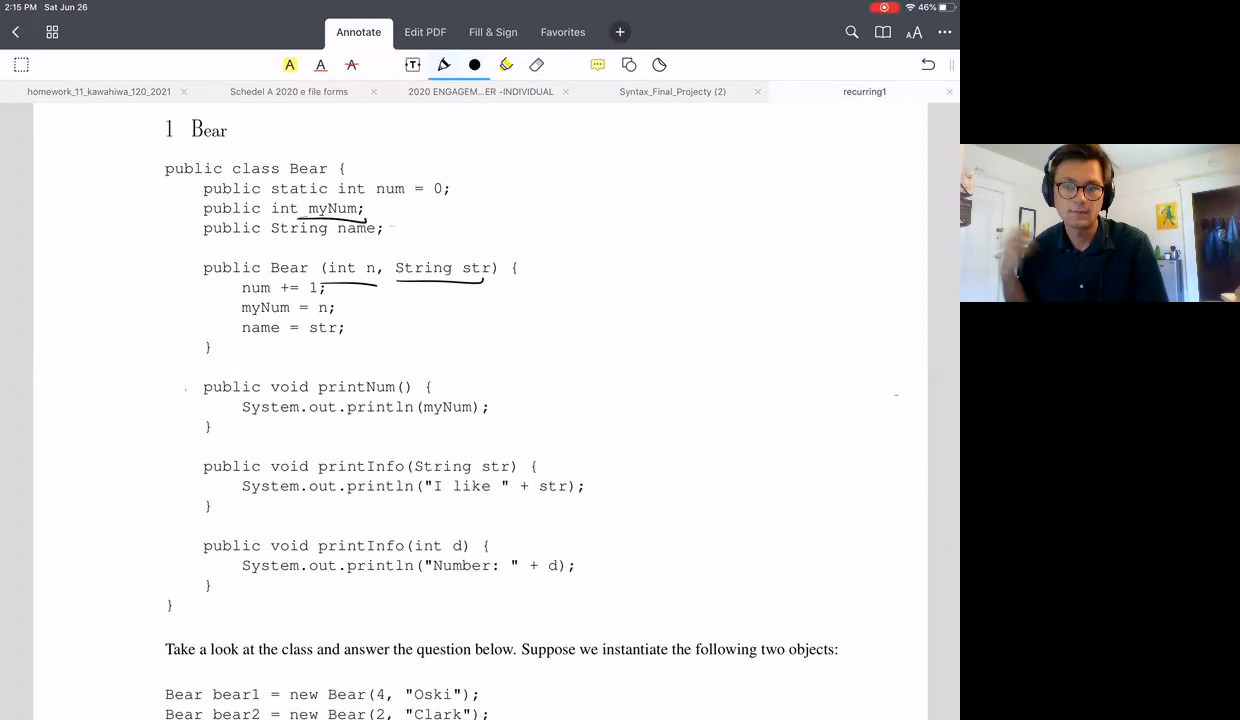 2:15 PM Sat Jun 26
46%
Annotate Edit PDF Fill & Sign Favorites
homework_11_kawahiwa_120_2021 Schedel A 2020 e file forms 2020 ENGAGEM...ER -INDIVIDUAL Syntax_Final_Projecty (2) recurring1
1 Bear
public class Bear {
public static int num = 0;
public int myNum;
public String name;
public Bear (int n, String str) {
num += 1;
myNum = n;
name = str;
}
public void printNum() {
System.out.println(myNum);
}
public void printInfo(String str) {
System.out.println("I like " + str);
}
public void printInfo(int d) {
System.out.println("Number: " + d);
}
}
Take a look at the class and answer the question below. Suppose we instantiate the following two objects:
Bear bear1 = new Bear(4, "Oski");
Bear bear2 = new Bear(2, "Clark");